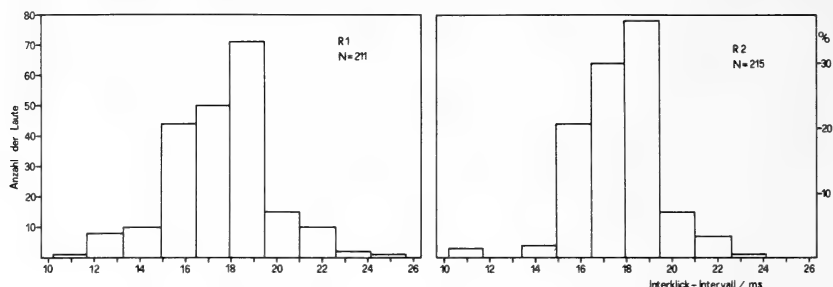 80
70
60
50
40
30
20
10
Anzahl der Laute
R1
N=211
10 12 14 16 18 20 22 24 26
R2
N=215
%
30
20
10
10 12 14 16 18 20 22 24 26
Interklick-Intervall / ms